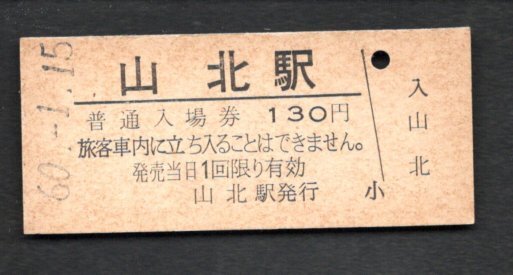 60.-1.15
山北駅
普通入場券 130円
旅客車内に立ち入ることはできません。
発売当日1回限り有効
山北駅発行
小
入
山
北